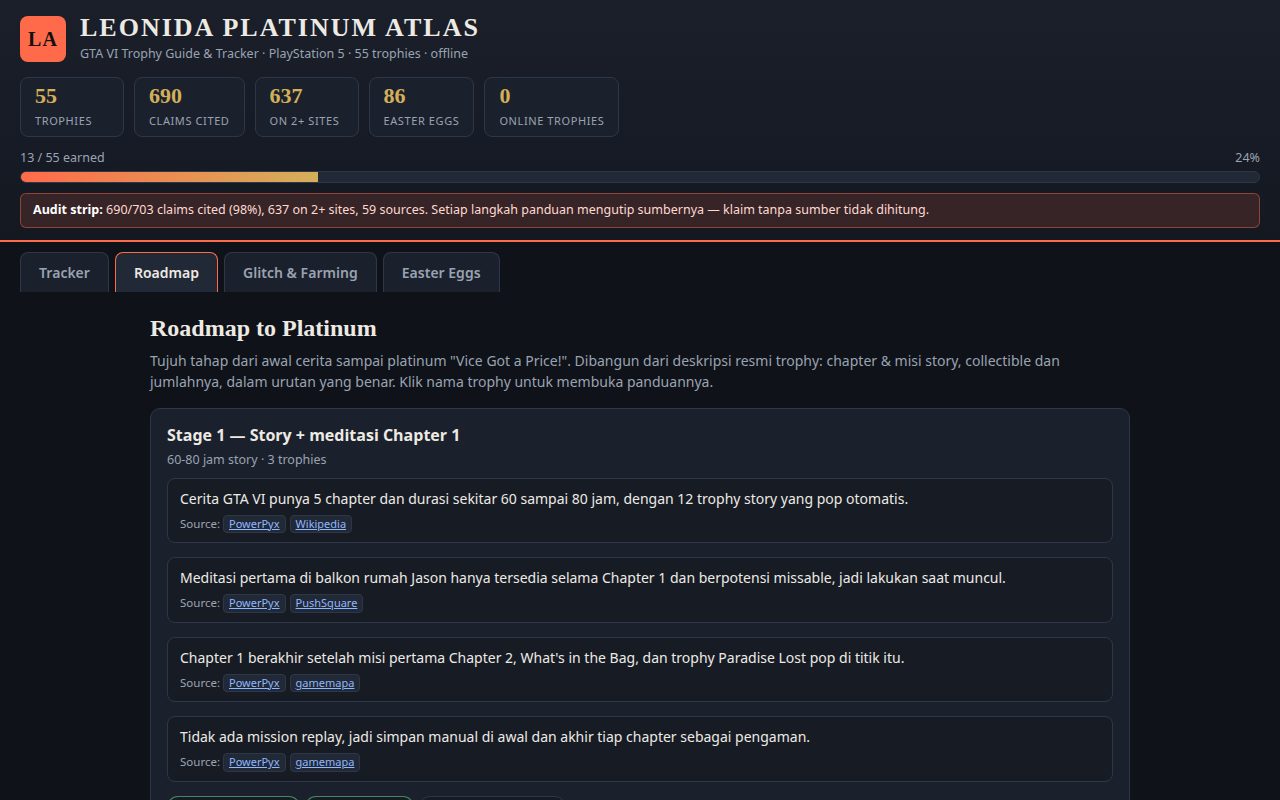 LA
LEONIDA PLATINUM ATLAS
GTA VI Trophy Guide & Tracker · PlayStation 5 · 55 trophies · offline
55
TROPHIES
690
CLAIMS CITED
637
ON 2+ SITES
86
EASTER EGGS
0
ONLINE TROPHIES
13 / 55 earned
24%
Audit strip: 690/703 claims cited (98%), 637 on 2+ sites, 59 sources. Setiap langkah panduan mengutip sumbernya — klaim tanpa sumber tidak dihitung.
Tracker
Roadmap
Glitch & Farming
Easter Eggs
Roadmap to Platinum
Tujuh tahap dari awal cerita sampai platinum "Vice Got a Price!". Dibangun dari deskripsi resmi trophy: chapter & misi story, collectible dan
jumlahnya, dalam urutan yang benar. Klik nama trophy untuk membuka panduannya.
Stage 1 — Story + meditasi Chapter 1
60-80 jam story · 3 trophies
Cerita GTA VI punya 5 chapter dan durasi sekitar 60 sampai 80 jam, dengan 12 trophy story yang pop otomatis.
Source: PowerPyx Wikipedia
Meditasi pertama di balkon rumah Jason hanya tersedia selama Chapter 1 dan berpotensi missable, jadi lakukan saat muncul.
Source: PowerPyx PushSquare
Chapter 1 berakhir setelah misi pertama Chapter 2, What's in the Bag, dan trophy Paradise Lost pop di titik itu.
Source: PowerPyx gamemapa
Tidak ada mission replay, jadi simpan manual di awal dan akhir tiap chapter sebagai pengaman.
Source: PowerPyx gamemapa